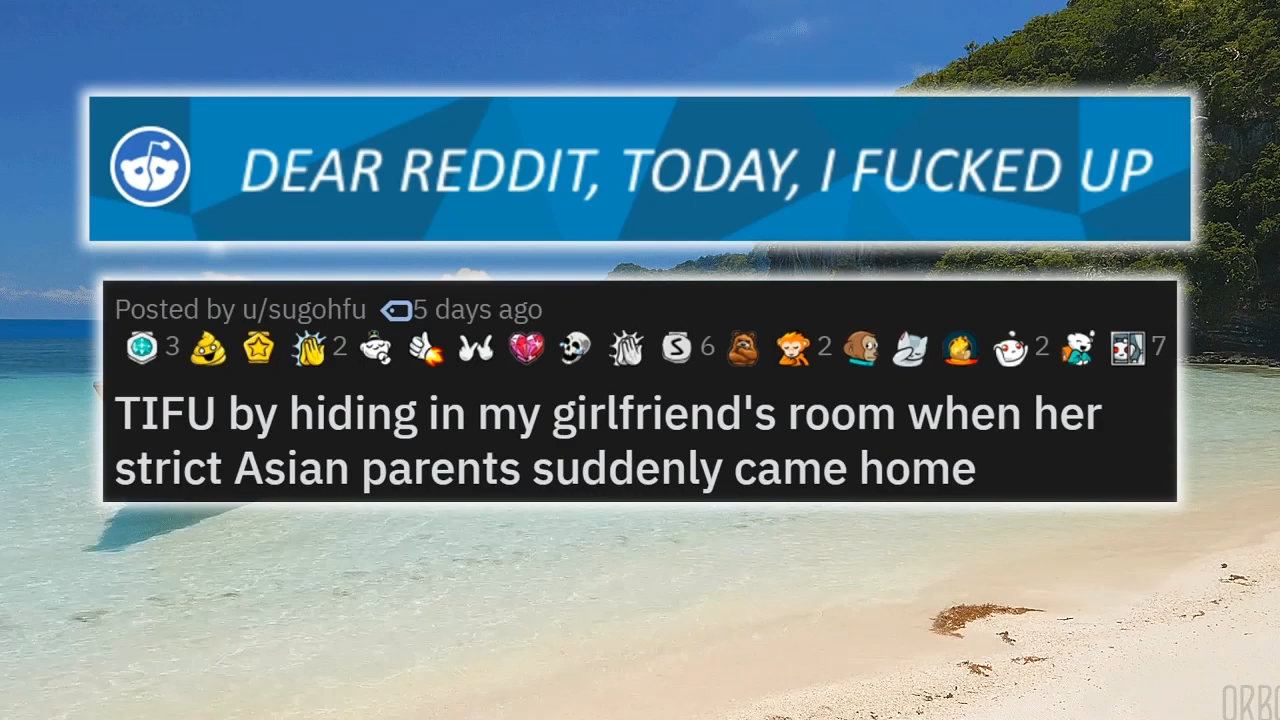 DEAR REDDIT, TODAY, I FUCKED UP
Posted by u/sugohfu 5 days ago
3 2 S 6 2 2 7
TIFU by hiding in my girlfriend's room when her
strict Asian parents suddenly came home